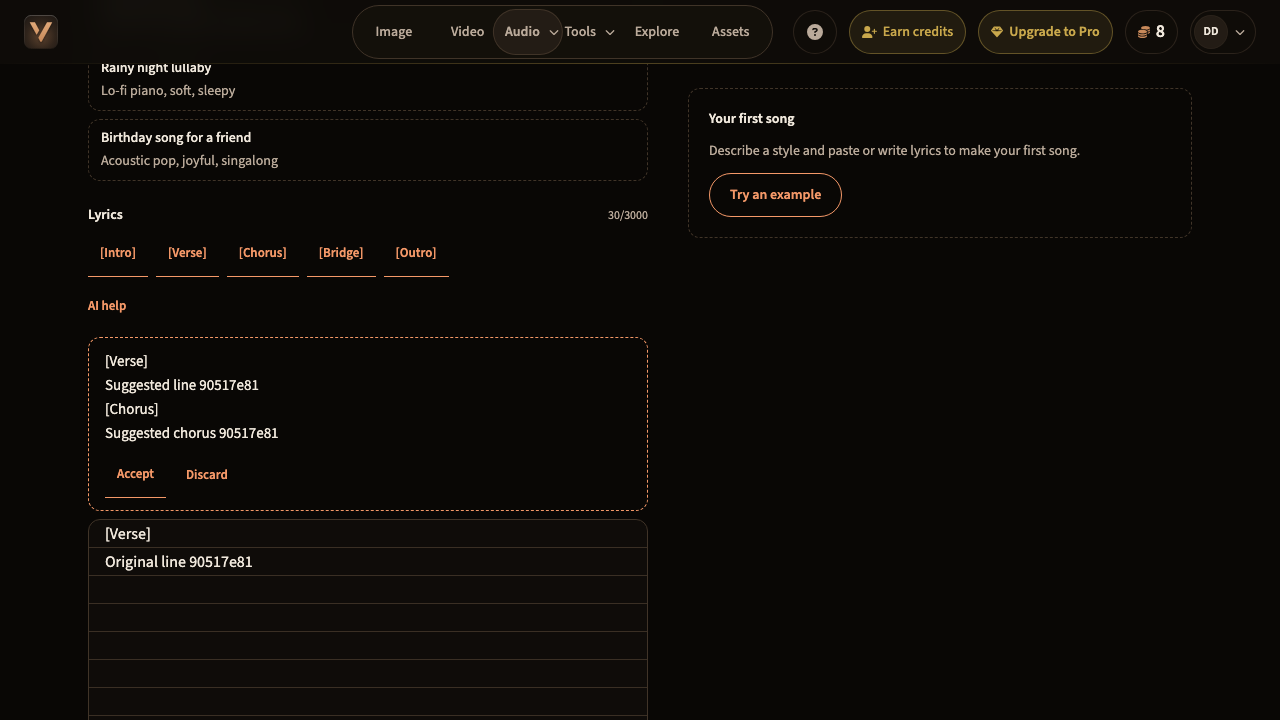 Image
Video
Audio
Tools
Explore
Assets
?
Earn credits
Upgrade to Pro
8
DD
Rainy night lullaby
Lo-fi piano, soft, sleepy
Birthday song for a friend
Acoustic pop, joyful, singalong
Lyrics
30/3000
[Intro]
[Verse]
[Chorus]
[Bridge]
[Outro]
AI help
[Verse]
Suggested line 90517e81
[Chorus]
Suggested chorus 90517e81
Accept
Discard
[Verse]
Original line 90517e81
Your first song
Describe a style and paste or write lyrics to make your first song.
Try an example